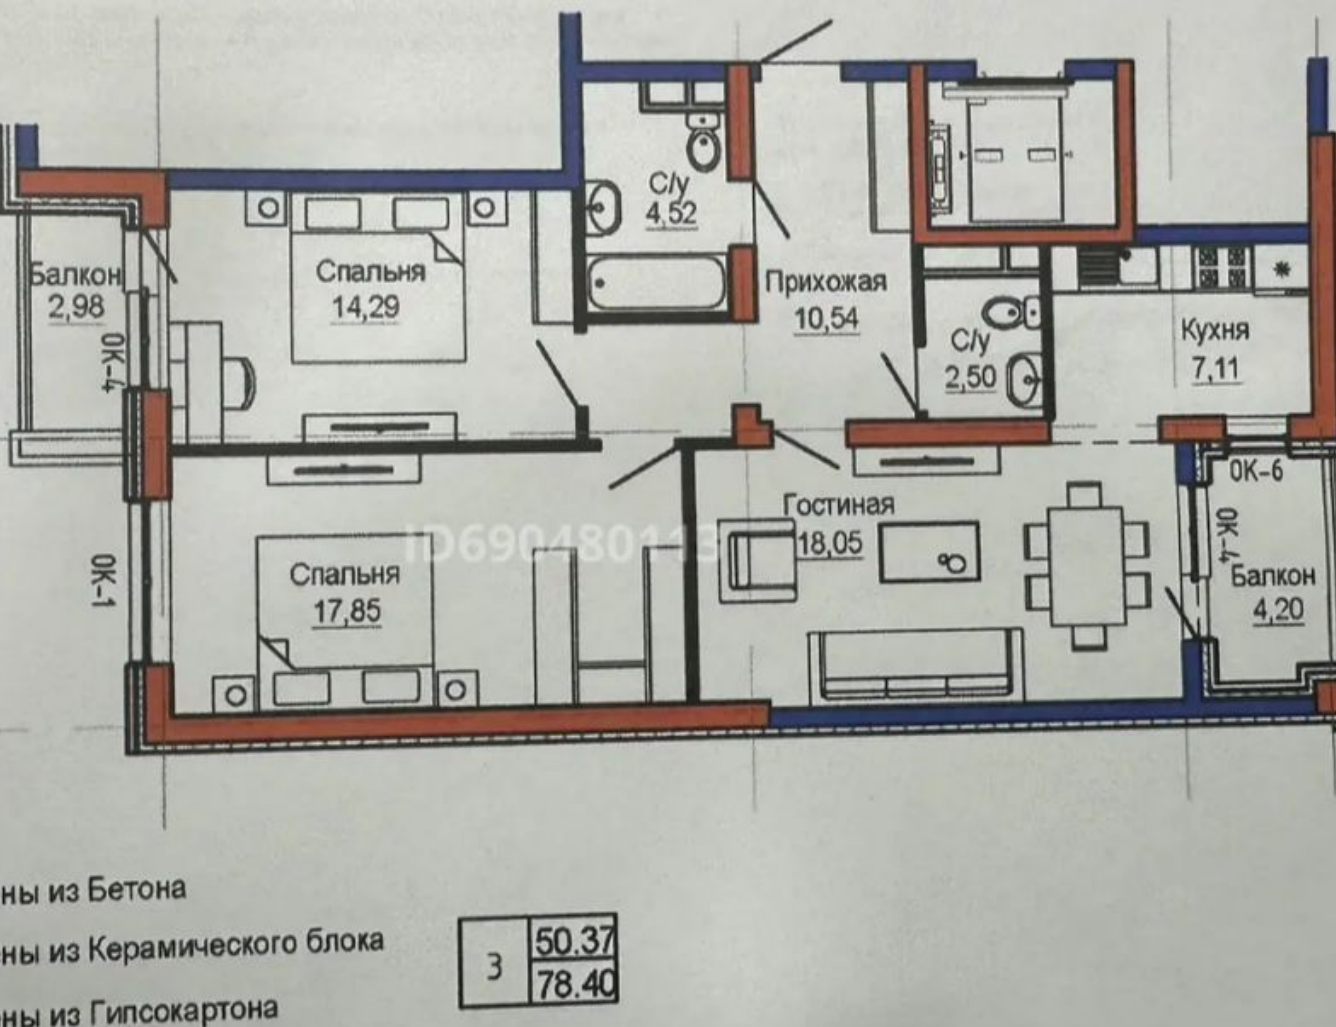 С/у
4,52
Балкон
2,98
ОК-4
Спальня
14,29
Прихожая
10,54
С/у
2,50
Кухня
7,11
ОК-1
Спальня
17,85
ID690480113
Гостиная
18,05
ОК-6
ОК-4
Балкон
4,20
ны из Бетона
ны из Керамического блока
ны из Гипсокартона
3
50.37
78.40